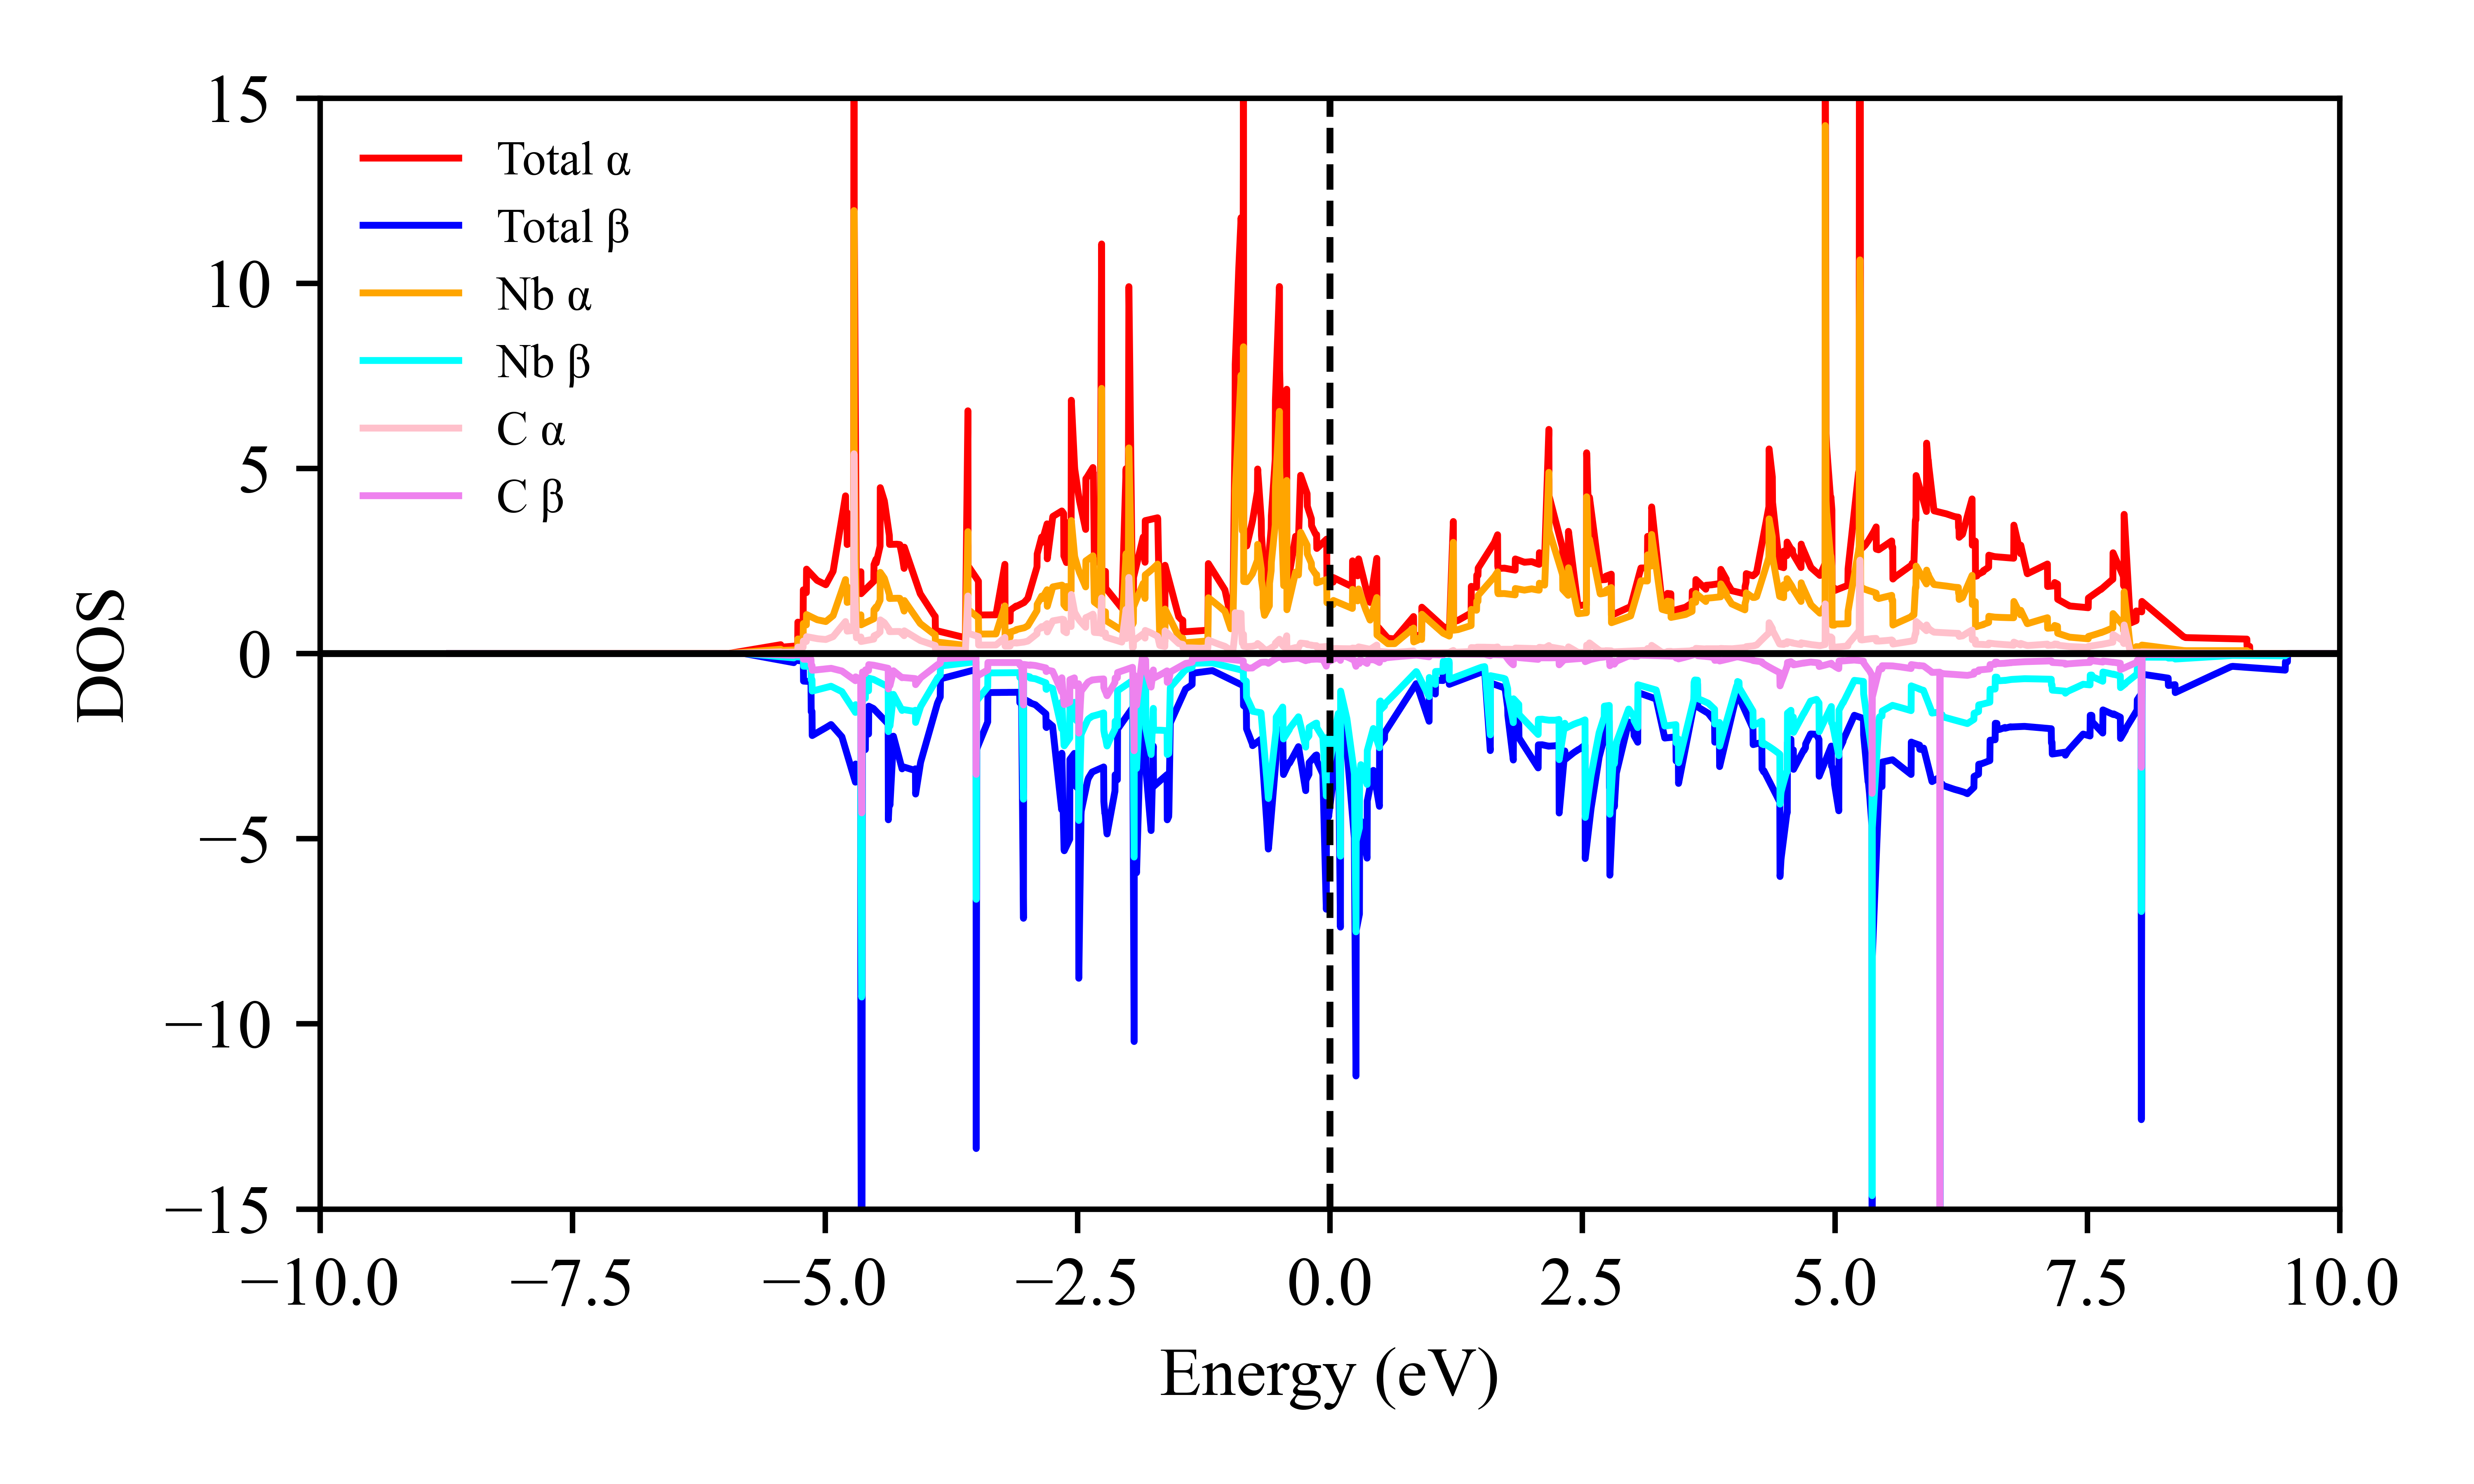 15
10
5
0
−5
−10
−15
DOS
Total α
Total β
Nb α
Nb β
C α
C β
−10.0 −7.5 −5.0 −2.5 0.0 2.5 5.0 7.5 10.0
Energy (eV)